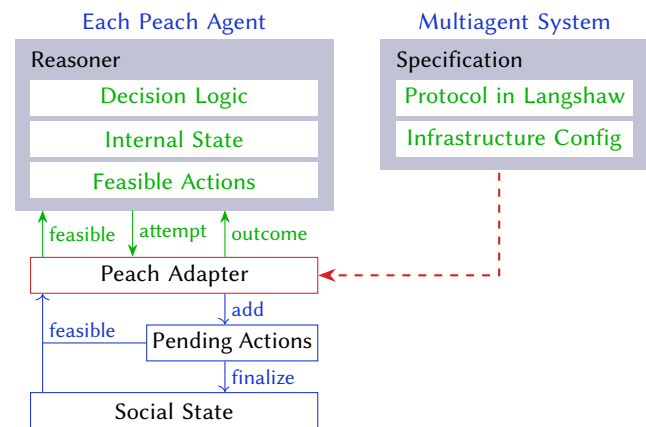 Each Peach Agent
Multiagent System
Reasoner
Decision Logic
Internal State
Feasible Actions
Specification
Protocol in Langshaw
Infrastructure Config
feasible
attempt
outcome
Peach Adapter
add
feasible
Pending Actions
finalize
Social State